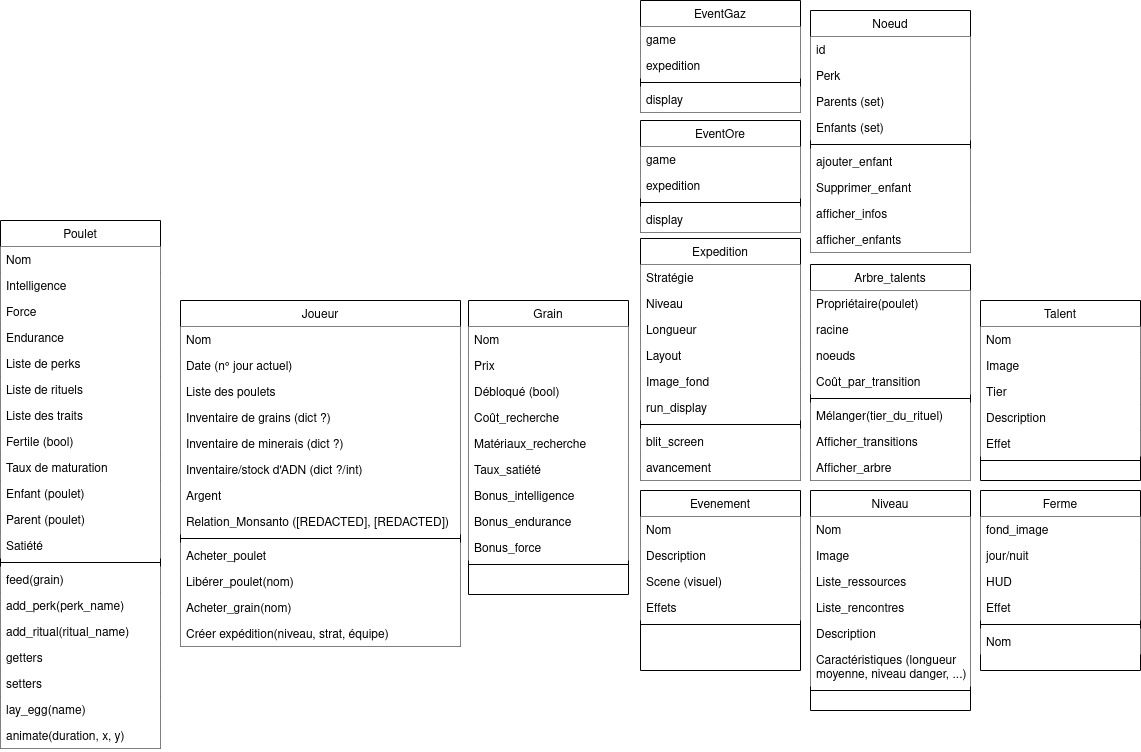 Poulet
Nom
Intelligence
Force
Endurance
Liste de perks
Liste de rituels
Liste des traits
Fertile (bool)
Taux de maturation
Enfant (poulet)
Parent (poulet)
Satiété
feed(grain)
add_perk(perk_name)
add_ritual(ritual_name)
getters
setters
lay_egg(name)
animate(duration, x, y)
Joueur
Nom
Date (n° jour actuel)
Liste des poulets
Inventaire de grains (dict ?)
Inventaire de minerais (dict ?)
Inventaire/stock d'ADN (dict ?/int)
Argent
Relation_Monsanto ([REDACTED], [REDACTED])
Acheter_poulet
Libérer_poulet(nom)
Acheter_grain(nom)
Créer expédition(niveau, strat, équipe)
Grain
Nom
Prix
Débloqué (bool)
Coût_recherche
Matériaux_recherche
Taux_satiété
Bonus_intelligence
Bonus_endurance
Bonus_force
EventGaz
game
expedition
display
EventOre
game
expedition
display
Expedition
Stratégie
Niveau
Longueur
Layout
Image_fond
run_display
blit_screen
avancement
Evenement
Nom
Description
Scene (visuel)
Effets
Noeud
id
Perk
Parents (set)
Enfants (set)
ajouter_enfant
Supprimer_enfant
afficher_infos
afficher_enfants
Arbre_talents
Propriétaire(poulet)
racine
noeuds
Coût_par_transition
Mélanger(tier_du_rituel)
Afficher_transitions
Afficher_arbre
Niveau
Nom
Image
Liste_ressources
Liste_rencontres
Description
Caractéristiques (longueur
moyenne, niveau danger, ...)
Talent
Nom
Image
Tier
Description
Effet
Ferme
fond_image
jour/nuit
HUD
Effet
Nom